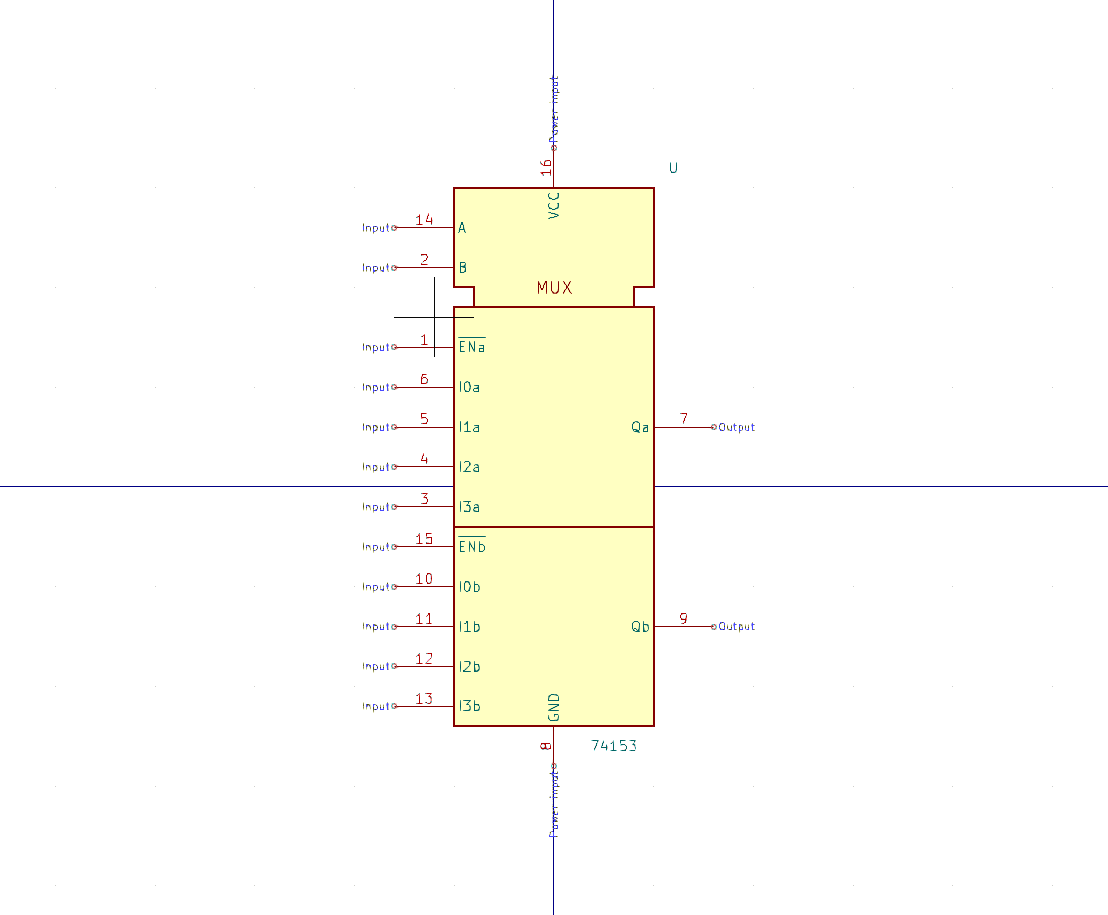 Power input
16
U
VCC
Input 14 A
Input 2 B
MUX
Input 1 ENa
Input 6 I0a
Input 5 I1a Qa 7 Output
Input 4 I2a
Input 3 I3a
Input 15 ENb
Input 10 I0b
Input 11 I1b Qb 9 Output
Input 12 I2b
Input 13 I3b
GND
8
74153
Power input